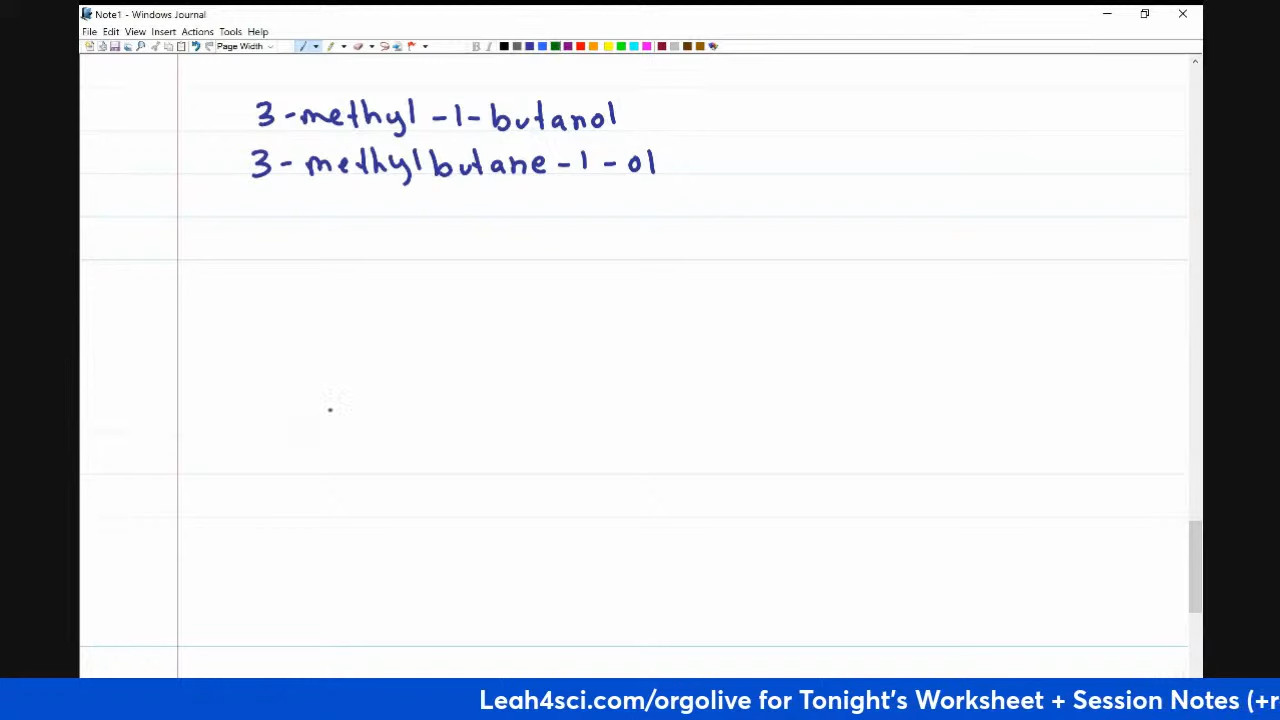 Note1 - Windows Journal
File Edit View Insert Actions Tools Help
Page Width
B I
3-methyl-1-butanol
3-methylbutane-1-ol
Leah4sci.com/orgolive for Tonight's Worksheet + Session Notes (+r